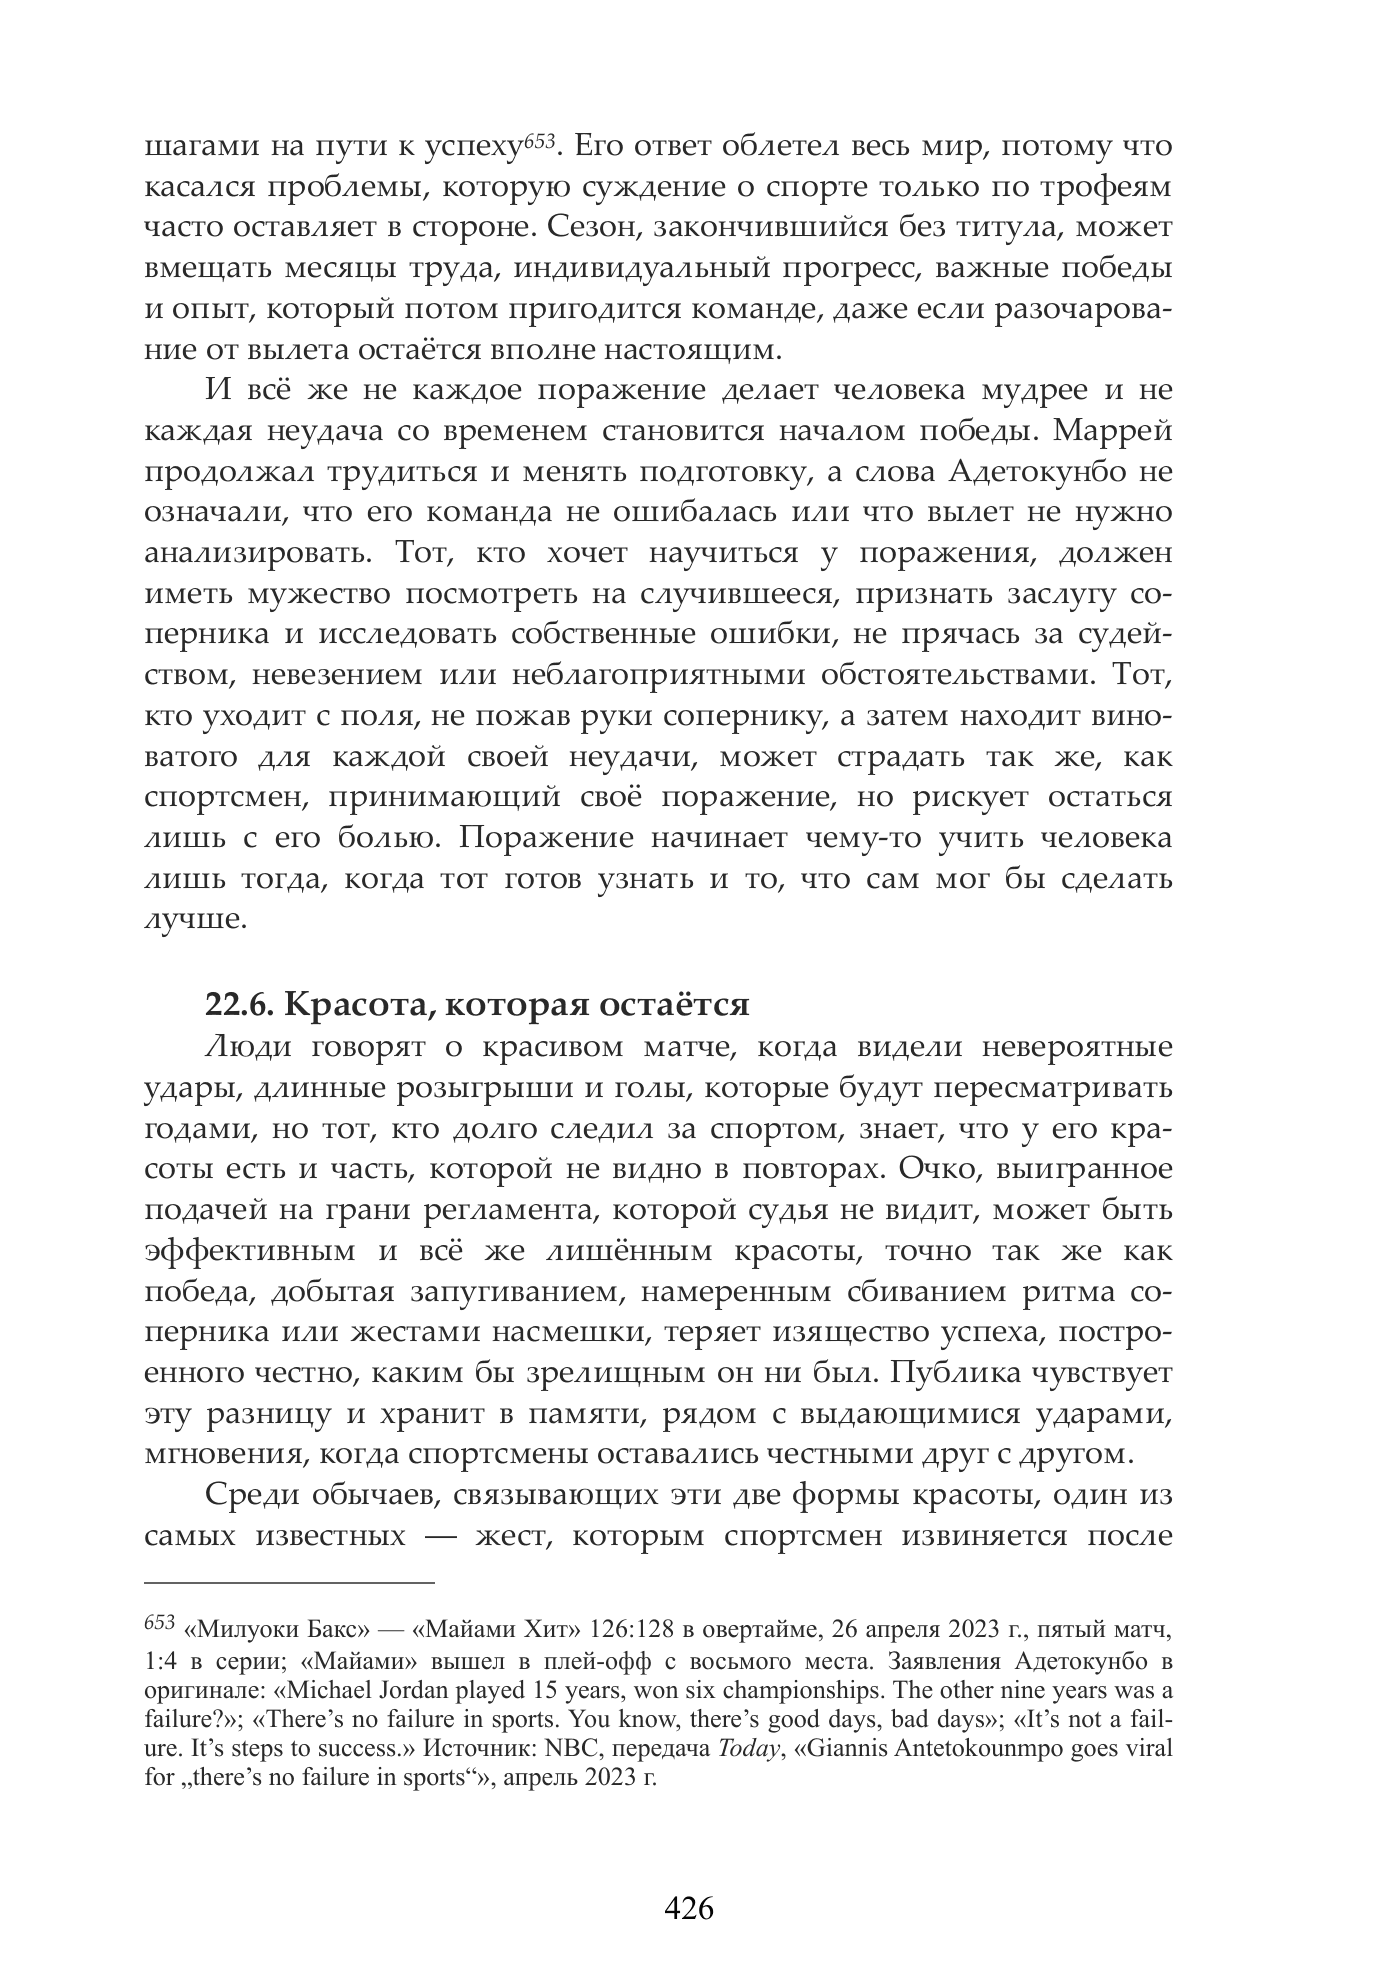 шагами на пути к успеху653. Его ответ облетел весь мир, потому что
касался проблемы, которую суждение о спорте только по трофеям
часто оставляет в стороне. Сезон, закончившийся без титула, может
вмещать месяцы труда, индивидуальный прогресс, важные победы
и опыт, который потом пригодится команде, даже если разочарова-
ние от вылета остаётся вполне настоящим.
И всё же не каждое поражение делает человека мудрее и не
каждая неудача со временем становится началом победы. Маррей
продолжал трудиться и менять подготовку, а слова Адетокунбо не
означали, что его команда не ошибалась или что вылет не нужно
анализировать. Тот, кто хочет научиться у поражения, должен
иметь мужество посмотреть на случившееся, признать заслугу со-
перника и исследовать собственные ошибки, не прячась за судей-
ством, невезением или неблагоприятными обстоятельствами. Тот,
кто уходит с поля, не пожав руки сопернику, а затем находит вино-
ватого для каждой своей неудачи, может страдать так же, как
спортсмен, принимающий своё поражение, но рискует остаться
лишь с его болью. Поражение начинает чему-то учить человека
лишь тогда, когда тот готов узнать и то, что сам мог бы сделать
лучше.
22.6. Красота, которая остаётся
Люди говорят о красивом матче, когда видели невероятные
удары, длинные розыгрыши и голы, которые будут пересматривать
годами, но тот, кто долго следил за спортом, знает, что у его кра-
соты есть и часть, которой не видно в повторах. Очко, выигранное
подачей на грани регламента, которой судья не видит, может быть
эффективным и всё же лишённым красоты, точно так же как
победа, добытая запугиванием, намеренным сбиванием ритма со-
перника или жестами насмешки, теряет изящество успеха, постро-
енного честно, каким бы зрелищным он ни был. Публика чувствует
эту разницу и хранит в памяти, рядом с выдающимися ударами,
мгновения, когда спортсмены оставались честными друг с другом.
Среди обычаев, связывающих эти две формы красоты, один из
самых известных — жест, которым спортсмен извиняется после
653 «Милуоки Бакс» — «Майами Хит» 126:128 в овертайме, 26 апреля 2023 г., пятый матч,
1:4 в серии; «Майами» вышел в плей-офф с восьмого места. Заявления Адетокунбо в
оригинале: «Michael Jordan played 15 years, won six championships. The other nine years was a
failure?»; «There’s no failure in sports. You know, there’s good days, bad days»; «It’s not a fail-
ure. It’s steps to success.» Источник: NBC, передача Today, «Giannis Antetokounmpo goes viral
for „there’s no failure in sports“», апрель 2023 г.
426